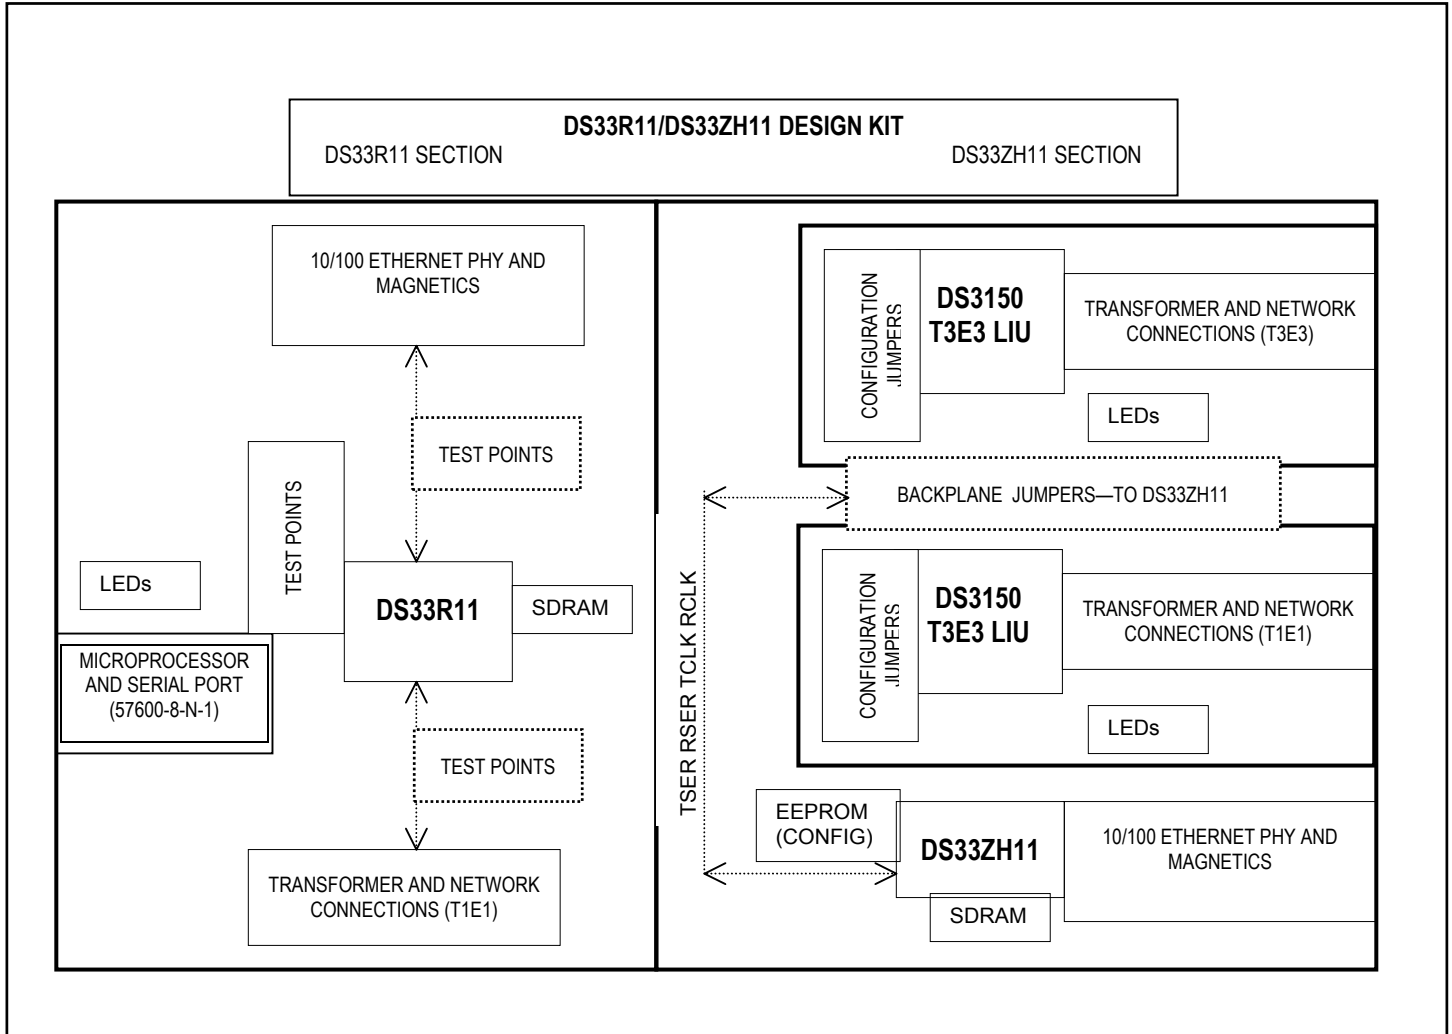 DS33R11/DS33ZH11 DESIGN KIT
DS33R11 SECTION
DS33ZH11 SECTION
10/100 ETHERNET PHY AND
MAGNETICS
TEST POINTS
TEST POINTS
LEDs
DS33R11
SDRAM
MICROPROCESSOR
AND SERIAL PORT
(57600-8-N-1)
TEST POINTS
TRANSFORMER AND NETWORK
CONNECTIONS (T1E1)
CONFIGURATION
JUMPERS
DS3150
T3E3 LIU
TRANSFORMER AND NETWORK
CONNECTIONS (T3E3)
LEDs
BACKPLANE JUMPERS—TO DS33ZH11
TSER RSER TCLK RCLK
CONFIGURATION
JUMPERS
DS3150
T3E3 LIU
TRANSFORMER AND NETWORK
CONNECTIONS (T1E1)
LEDs
EEPROM
(CONFIG)
DS33ZH11
10/100 ETHERNET PHY AND
MAGNETICS
SDRAM